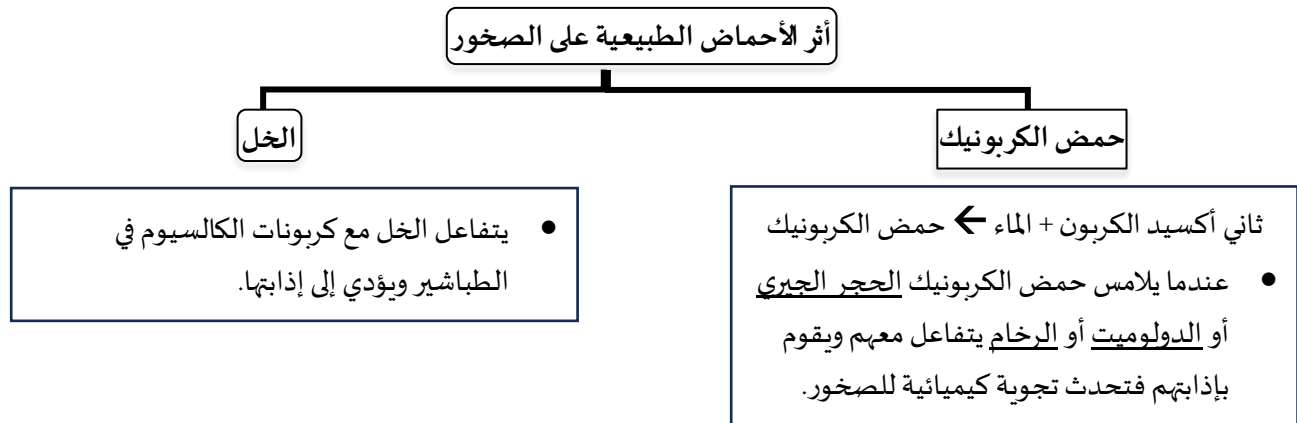 أثر الأحماض الطبيعية على الصخور
حمض الكربونيك
ثاني أكسيد الكربون + الماء ← حمض الكربونيك
• عندما يلامس حمض الكربونيك الحجر الجيري
أو الدولوميت أو الرخام يتفاعل معهم ويقوم
بإذابتهم فتحدث تجوية كيميائية للصخور.
الخل
• يتفاعل الخل مع كربونات الكالسيوم في
الطباشير ويؤدي إلى إذابتها.